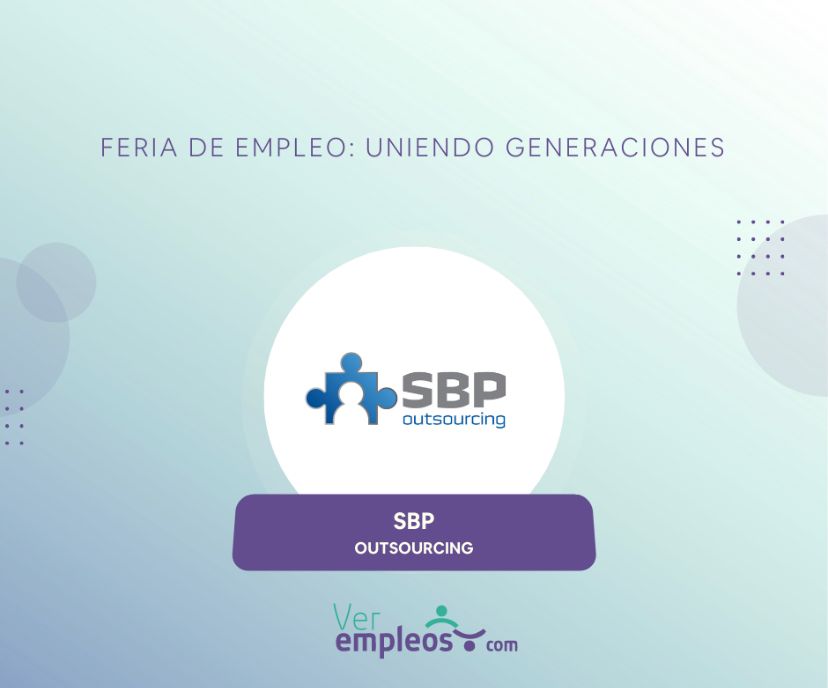 FERIA DE EMPLEO: UNIENDO GENERACIONES
SBP
outsourcing
SBP
OUTSOURCING
Ver
empleos.com